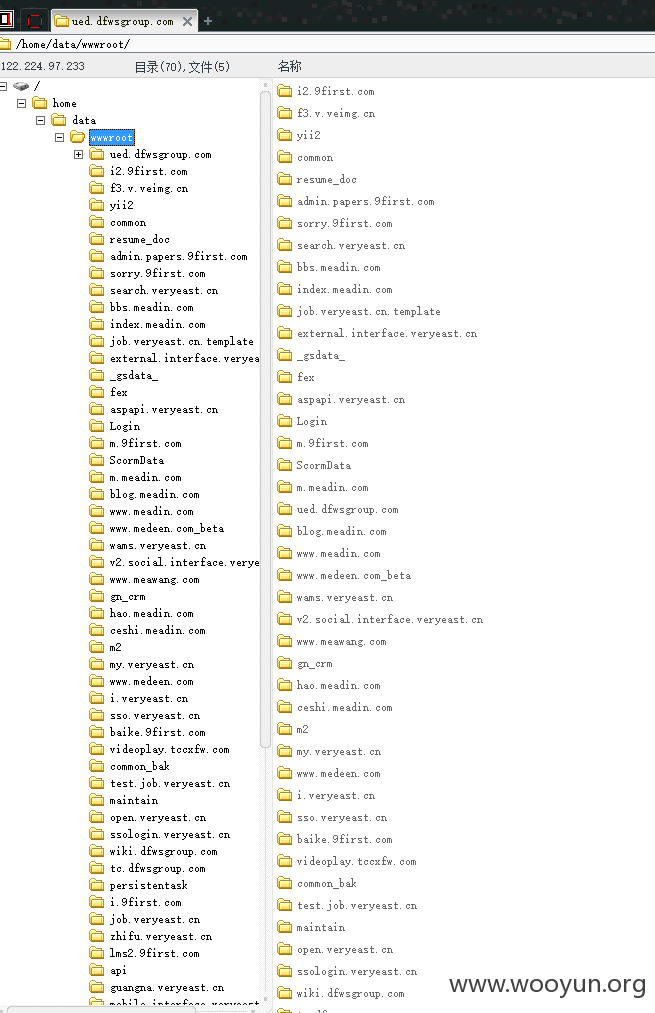 ued.dfwsgroup.com
/home/data/wwwroot/
122.224.97.233
目录(70),文件(5)
名称
/
home
data
wwwroot
ued.dfwsgroup.com
i2.9first.com
f3.v.veimg.cn
yii2
common
resume_doc
admin.papers.9first.com
sorry.9first.com
search.veryeast.cn
bbs.meadin.com
index.meadin.com
job.veryeast.cn.template
external.interface.veryea
_gsdata_
fex
aspapi.veryeast.cn
Login
m.9first.com
ScormData
m.meadin.com
blog.meadin.com
www.meadin.com
www.medeen.com_beta
wams.veryeast.cn
v2.social.interface.verye
www.meawang.com
gn_crm
hao.meadin.com
ceshi.meadin.com
m2
my.veryeast.cn
www.medeen.com
i.veryeast.cn
sso.veryeast.cn
baike.9first.com
videoplay.tccxfw.com
common_bak
test.job.veryeast.cn
maintain
open.veryeast.cn
ssologin.veryeast.cn
wiki.dfwsgroup.com
tc.dfwsgroup.com
persistentask
i.9first.com
job.veryeast.cn
zhifu.veryeast.cn
lms2.9first.com
api
guangna.veryeast.cn
mobile.interface.veryeast
i2.9first.com
f3.v.veimg.cn
yii2
common
resume_doc
admin.papers.9first.com
sorry.9first.com
search.veryeast.cn
bbs.meadin.com
index.meadin.com
job.veryeast.cn.template
external.interface.veryeast.cn
_gsdata_
fex
aspapi.veryeast.cn
Login
m.9first.com
ScormData
m.meadin.com
ued.dfwsgroup.com
blog.meadin.com
www.meadin.com
www.medeen.com_beta
wams.veryeast.cn
v2.social.interface.veryeast.cn
www.meawang.com
gn_crm
hao.meadin.com
ceshi.meadin.com
m2
my.veryeast.cn
www.medeen.com
i.veryeast.cn
sso.veryeast.cn
baike.9first.com
videoplay.tccxfw.com
common_bak
test.job.veryeast.cn
maintain
open.veryeast.cn
ssologin.veryeast.cn
wiki.dfwsgroup.com
www.wooyun.org